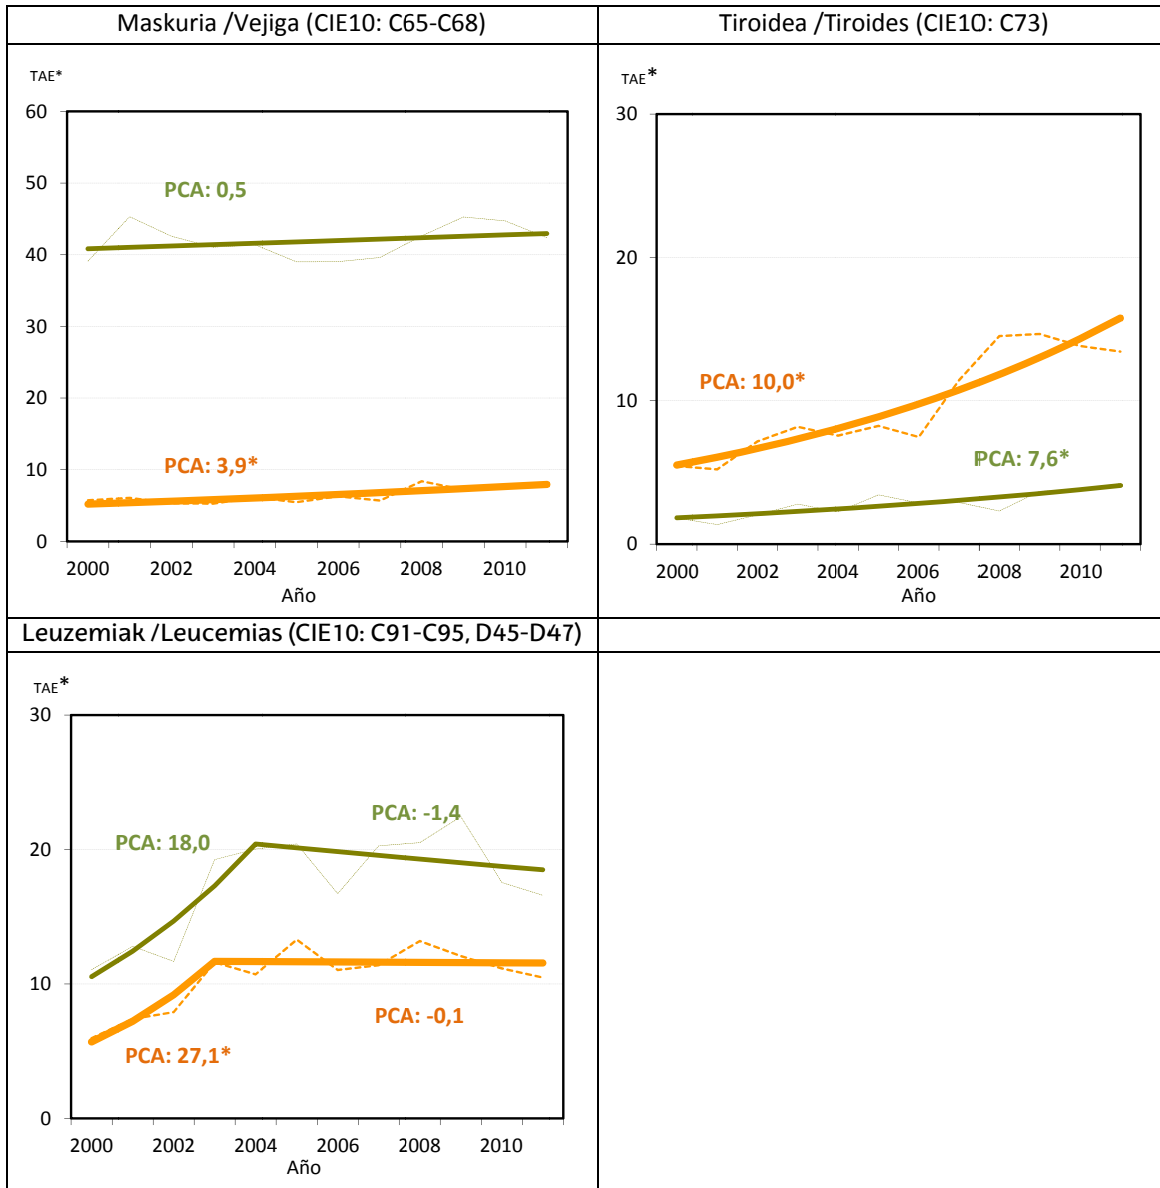 Maskuria /Vejiga (CIE10: C65-C68)
TAE*
60
50
40
30
20
10
0
PCA: 0,5
PCA: 3,9*
2000 2002 2004 2006 2008 2010
Año
Tiroidea /Tiroides (CIE10: C73)
TAE*
30
20
10
0
PCA: 10,0*
PCA: 7,6*
2000 2002 2004 2006 2008 2010
Año
Leuzemiak /Leucemias (CIE10: C91-C95, D45-D47)
TAE*
30
20
10
0
PCA: 18,0
PCA: -1,4
PCA: 27,1*
PCA: -0,1
2000 2002 2004 2006 2008 2010
Año